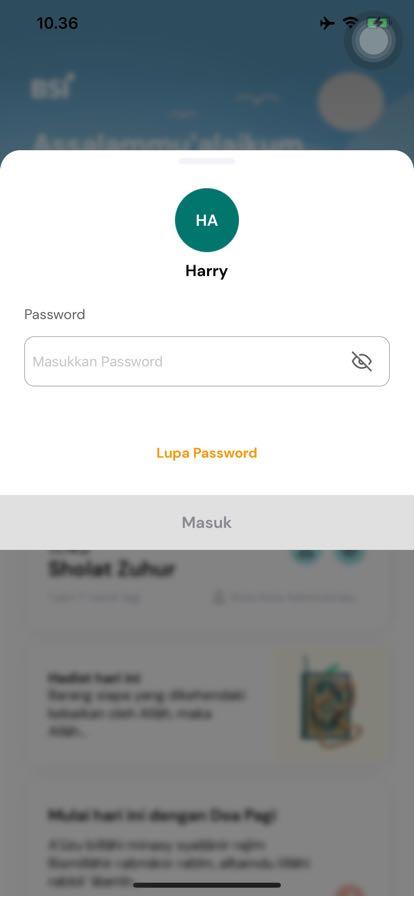 10.36
BSI
Assalammu'alaikum
HA
Harry
Password
Masukkan Password
Lupa Password
Masuk
Sholat Zuhur
Hadist hari ini
Barang siapa yang dikehendaki
kebaikan oleh Allah, maka
Allah...
Mulai hari ini dengan Doa Pagi